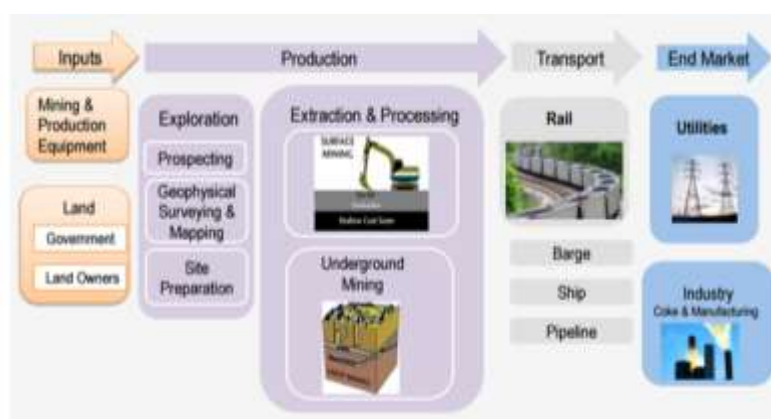 Inputs
Production
Transport
End Market
Mining &
Production
Equipment
Land
Government
Land Owners
Exploration
Prospecting
Geophysical
Surveying &
Mapping
Site
Preparation
Extraction & Processing
SURFACE
MINING
Underground
Mining
Rail
Barge
Ship
Pipeline
Utilities
Industry
Coke & Manufacturing